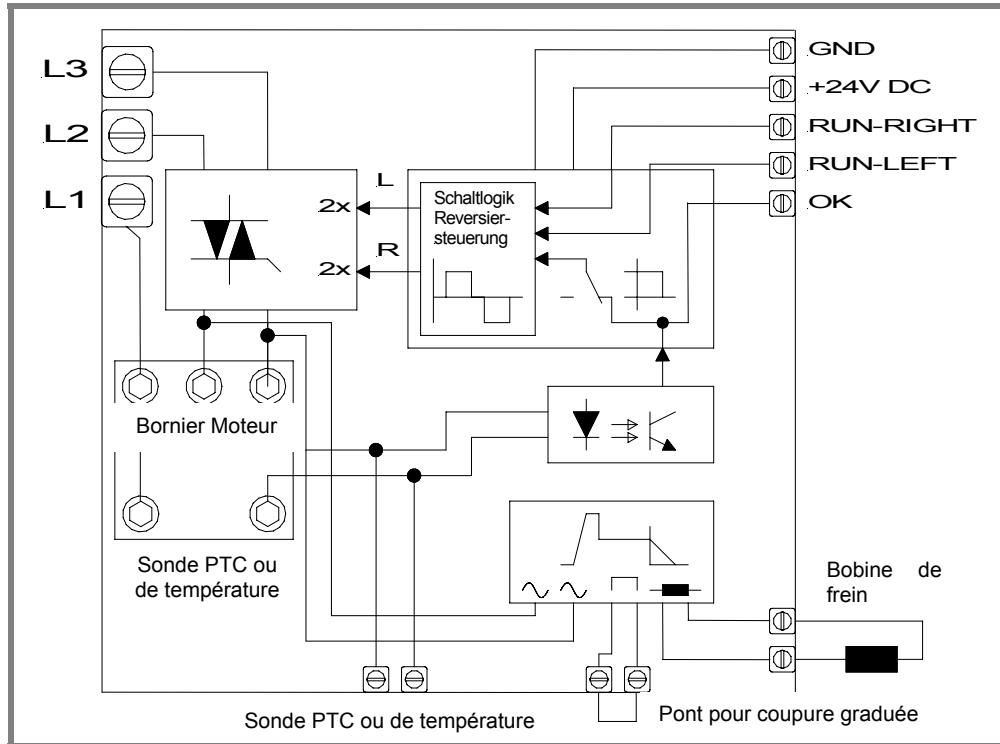 L3
L2
L1
GND
+24V DC
RUN-RIGHT
RUN-LEFT
OK
L
2x
R
2x
Schaltlogik
Reversier-
steuerung
Bornier Moteur
Sonde PTC ou
de température
Bobine de
frein
Sonde PTC ou de température
Pont pour coupure graduée